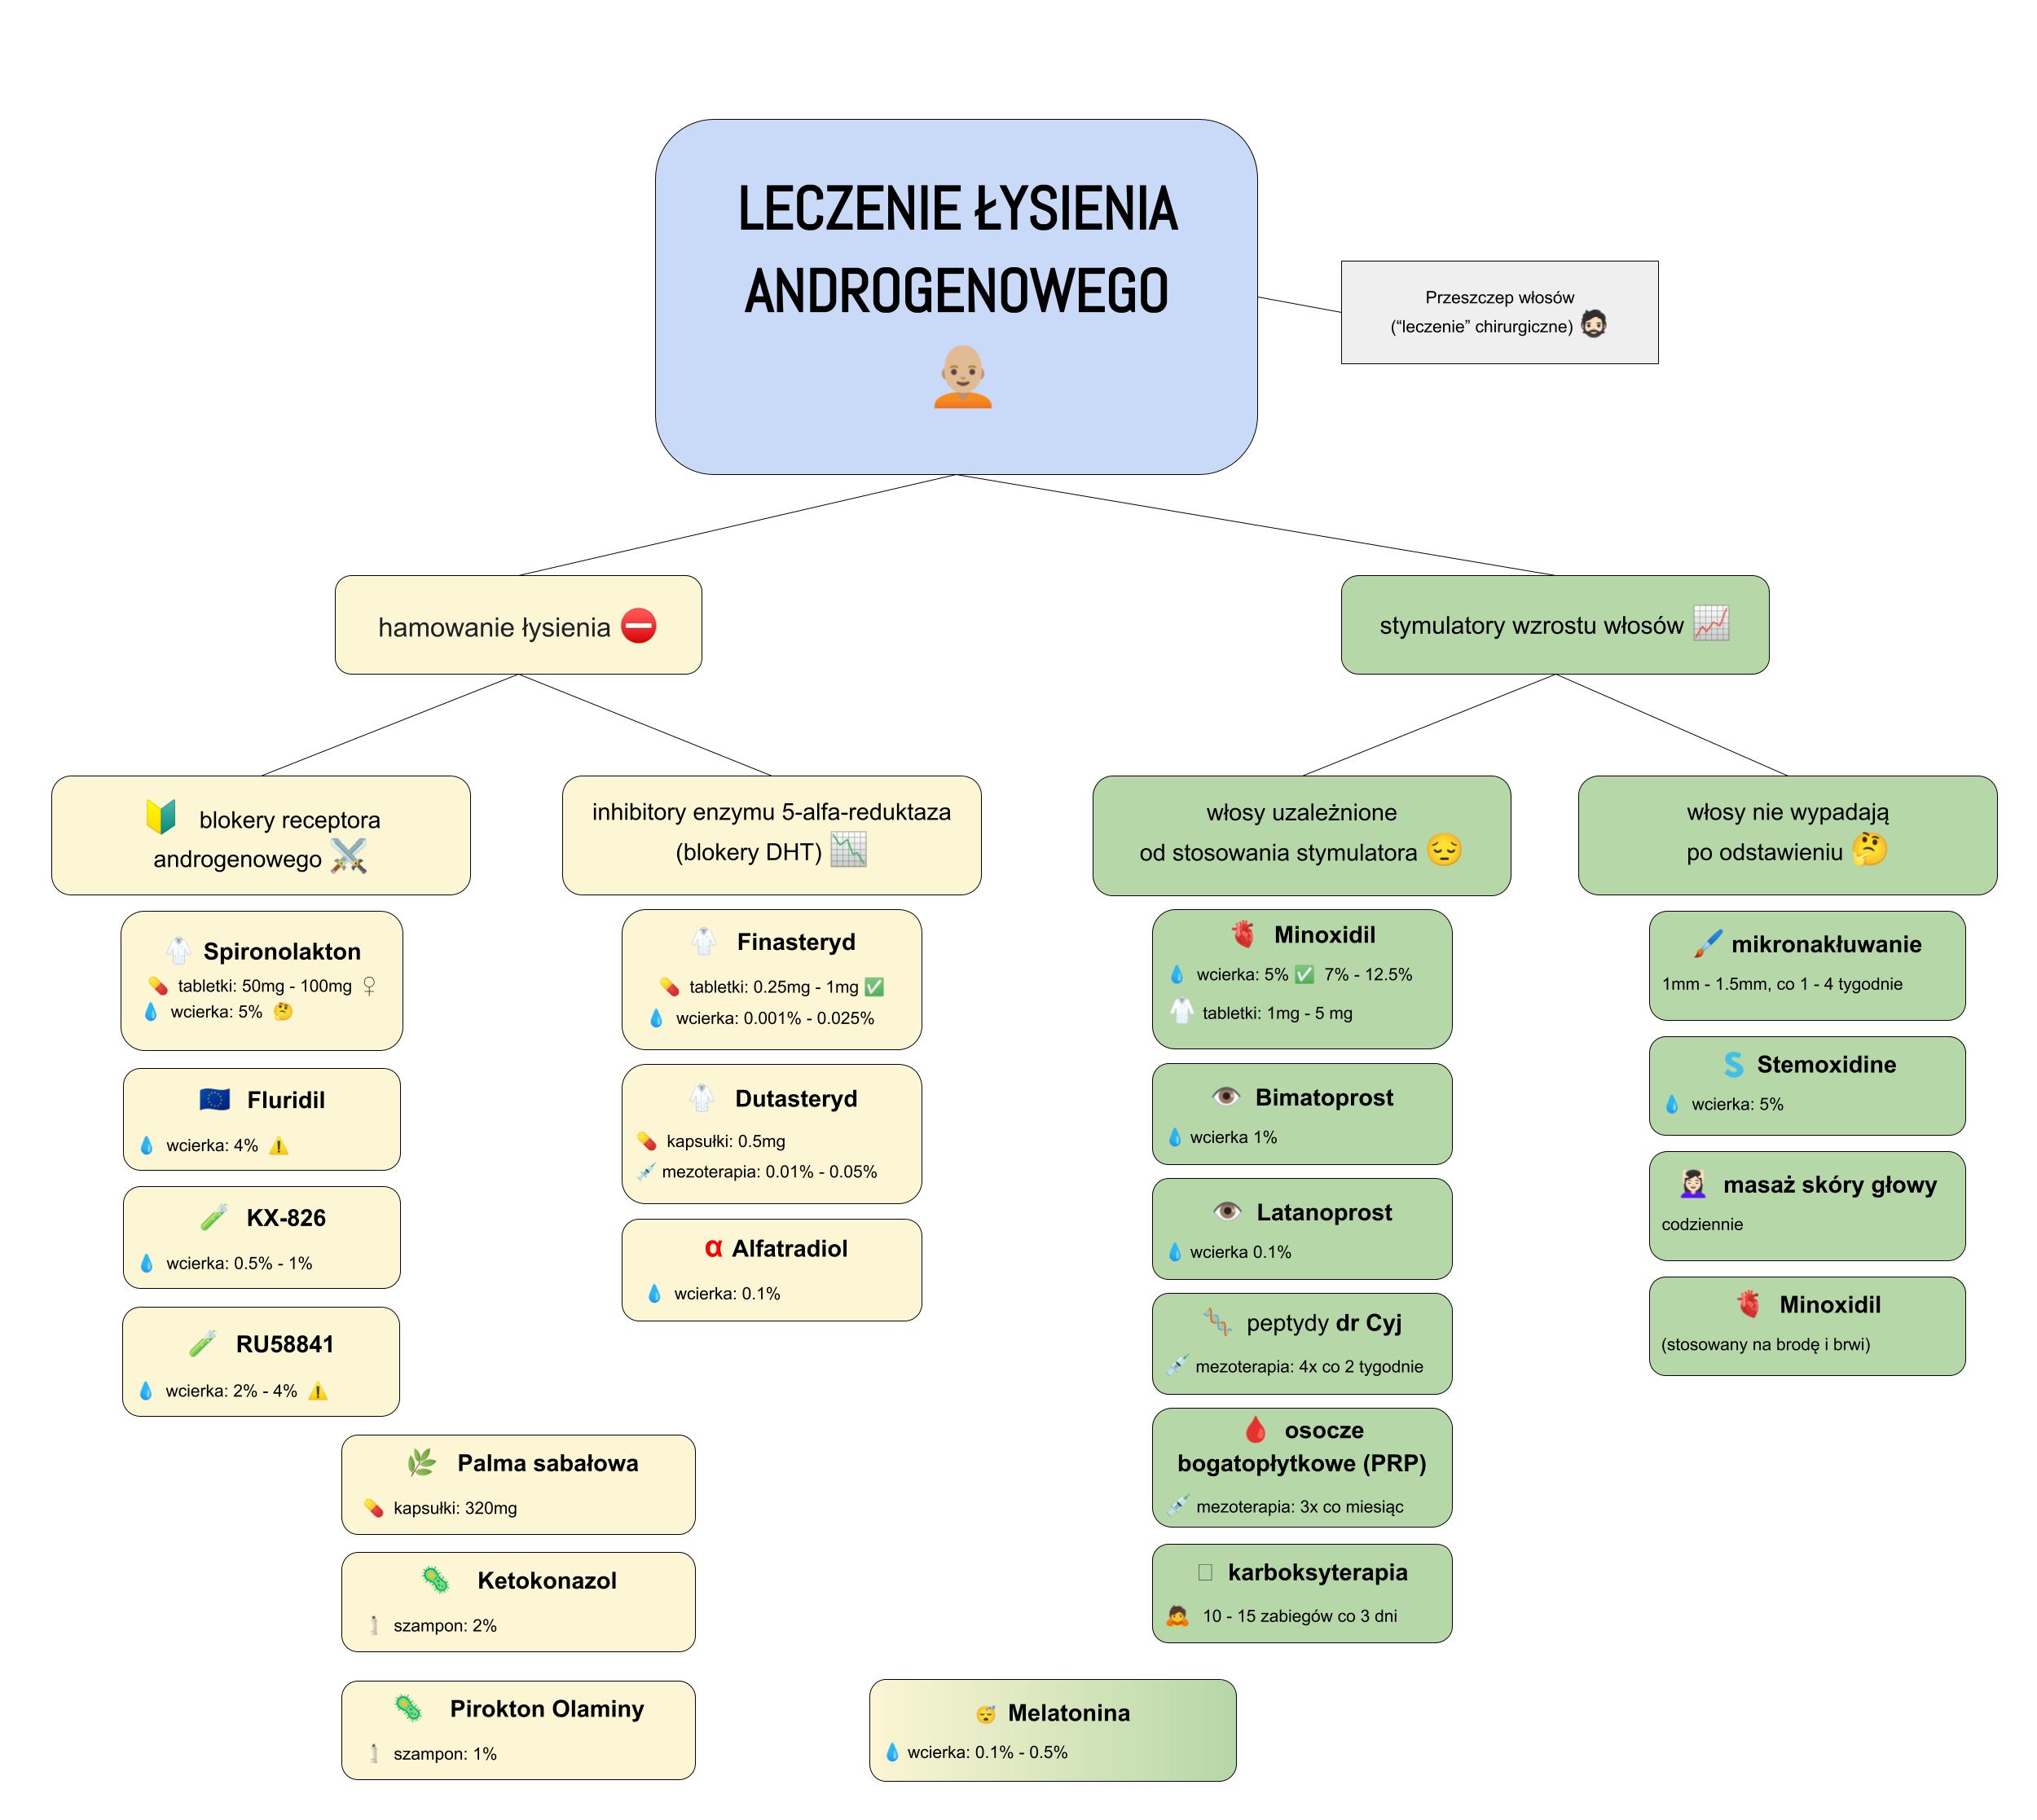 LECZENIE ŁYSIENIA
ANDROGENOWEGO
Przeszczep włosów
(“leczenie” chirurgiczne)
hamowanie łysienia
stymulatory wzrostu włosów
blokery receptora
androgenowego
inhibitory enzymu 5-alfa-reduktaza
(blokery DHT)
włosy uzależnione
od stosowania stymulatora
włosy nie wypadają
po odstawieniu
Spironolakton
tabletki: 50mg - 100mg ♀
wcierka: 5%
Fluridil
wcierka: 4%
KX-826
wcierka: 0.5% - 1%
RU58841
wcierka: 2% - 4%
Finasteryd
tabletki: 0.25mg - 1mg
wcierka: 0.001% - 0.025%
Dutasteryd
kapsułki: 0.5mg
mezoterapia: 0.01% - 0.05%
α Alfatradiol
wcierka: 0.1%
Palma sabałowa
kapsułki: 320mg
Ketokonazol
szampon: 2%
Pirokton Olaminy
szampon: 1%
Minoxidil
wcierka: 5% ✅ 7% - 12.5%
tabletki: 1mg - 5 mg
Bimatoprost
wcierka 1%
Latanoprost
wcierka 0.1%
peptydy dr Cyj
mezoterapia: 4x co 2 tygodnie
osocze
bogatopłytkowe (PRP)
mezoterapia: 3x co miesiąc
karboksyterapia
10 - 15 zabiegów co 3 dni
mikronakłuwanie
1mm - 1.5mm, co 1 - 4 tygodnie
S Stemoxidine
wcierka: 5%
masaż skóry głowy
codziennie
Minoxidil
(stosowany na brodę i brwi)
Melatonina
wcierka: 0.1% - 0.5%